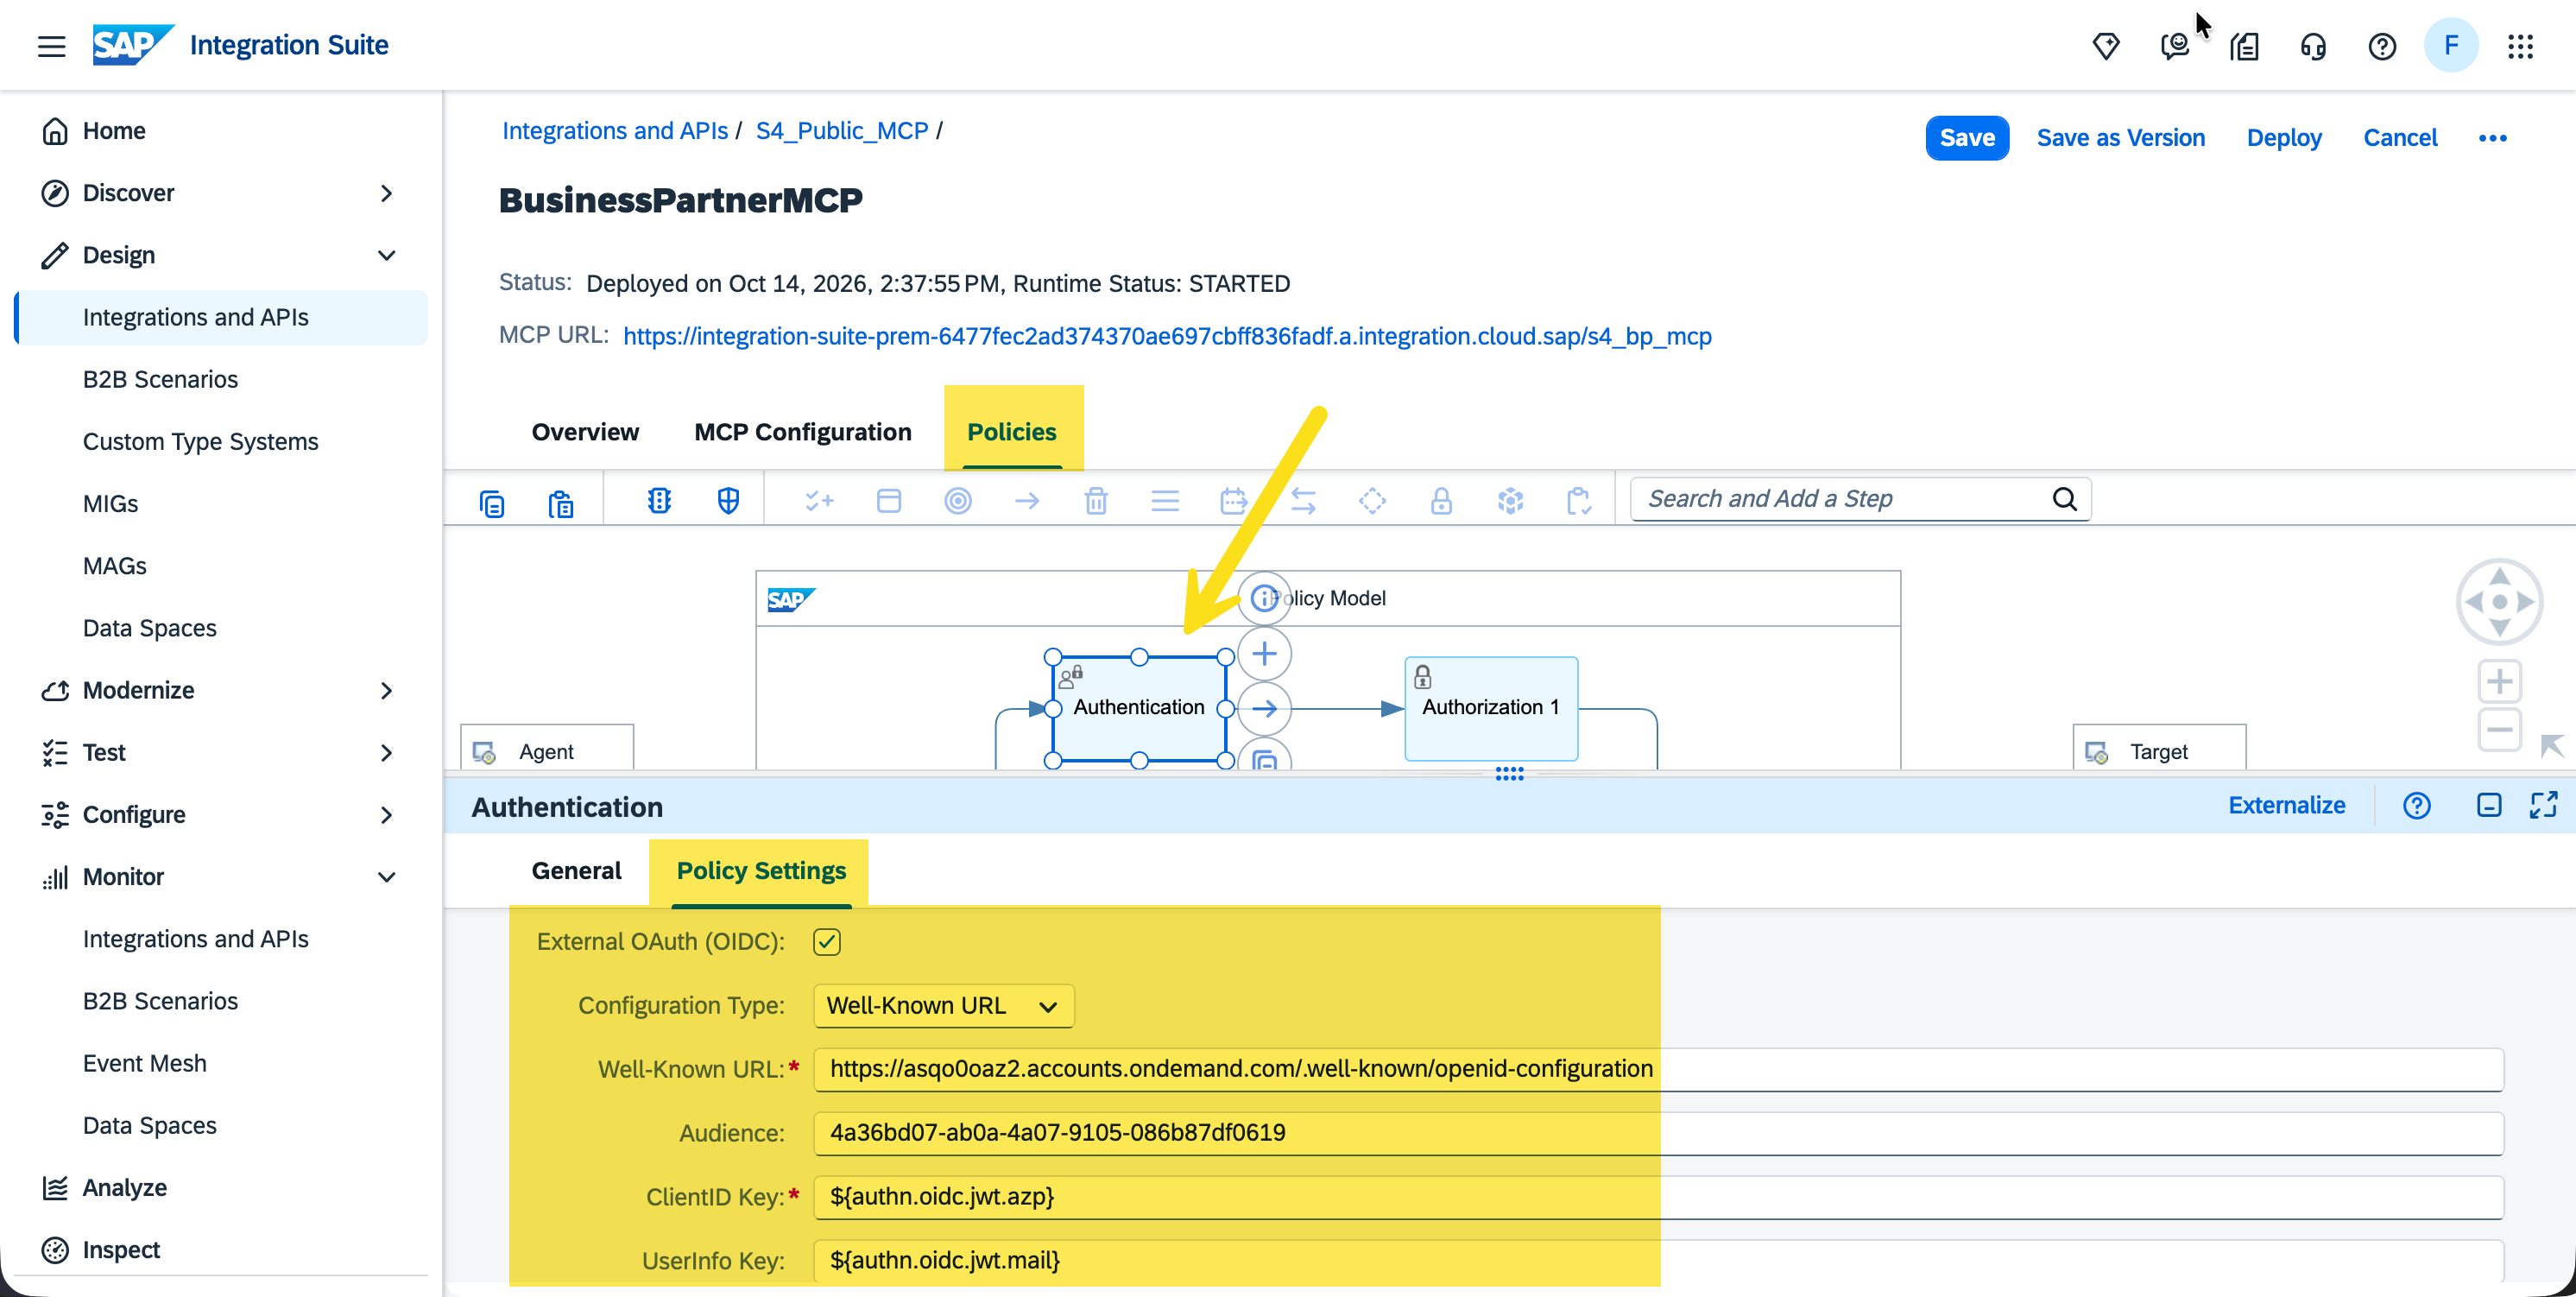 SAP Integration Suite
F
Home
Discover
Design
Integrations and APIs
B2B Scenarios
Custom Type Systems
MIGs
MAGs
Data Spaces
Modernize
Test
Configure
Monitor
Integrations and APIs
B2B Scenarios
Event Mesh
Data Spaces
Analyze
Inspect
Integrations and APIs / S4_Public_MCP /
Save Save as Version Deploy Cancel
BusinessPartnerMCP
Status: Deployed on Oct 14, 2026, 2:37:55 PM, Runtime Status: STARTED
MCP URL: https://integration-suite-prem-6477fec2ad374370ae697cbff836fadf.a.integration.cloud.sap/s4_bp_mcp
Overview MCP Configuration Policies
Search and Add a Step
SAP Policy Model
Authentication Authorization 1
Agent Target
Authentication Externalize
General Policy Settings
External OAuth (OIDC):
Configuration Type: Well-Known URL
Well-Known URL:* https://asqo0oaz2.accounts.ondemand.com/.well-known/openid-configuration
Audience: 4a36bd07-ab0a-4a07-9105-086b87df0619
ClientID Key:* ${authn.oidc.jwt.azp}
UserInfo Key: ${authn.oidc.jwt.mail}